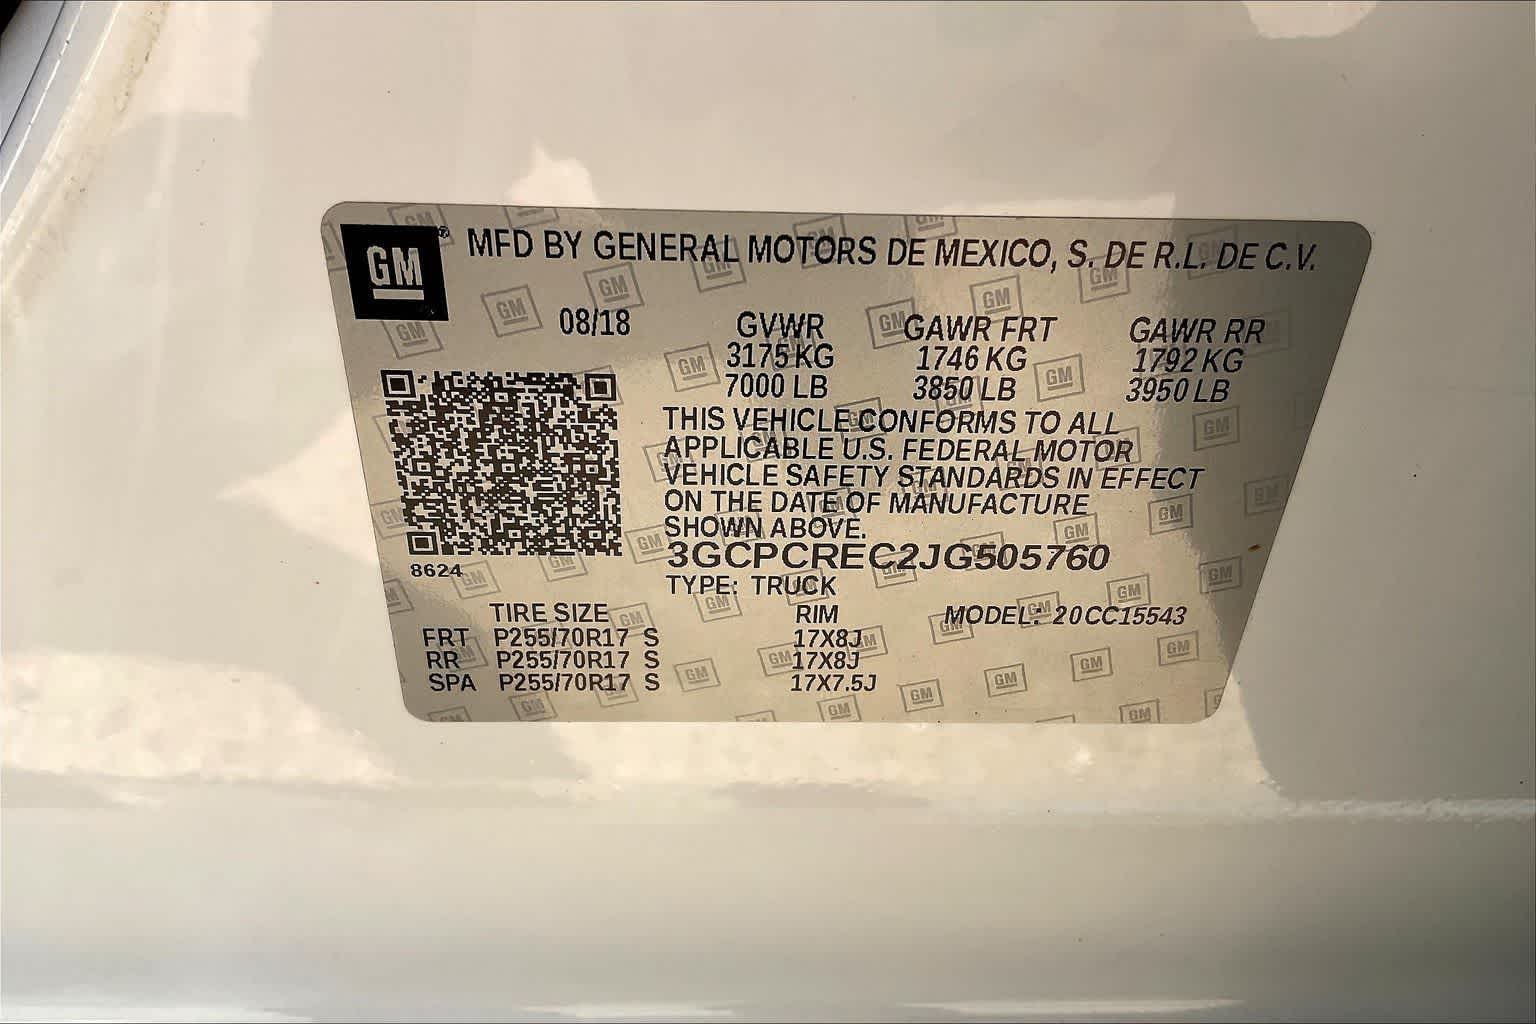 GM® MFD BY GENERAL MOTORS DE MEXICO, S. DE R.L. DE C.V.
08/18 GVWR GAWR FRT GAWR RR
3175 KG 1746 KG 1792 KG
7000 LB 3850 LB 3950 LB
THIS VEHICLE CONFORMS TO ALL
APPLICABLE U.S. FEDERAL MOTOR
VEHICLE SAFETY STANDARDS IN EFFECT
ON THE DATE OF MANUFACTURE
SHOWN ABOVE.
3GCPCREC2JG505760
8624
TYPE: TRUCK
TIRE SIZE RIM MODEL: 20CC15543
FRT P255/70R17 S 17X8J
RR P255/70R17 S 17X8J
SPA P255/70R17 S 17X7.5J